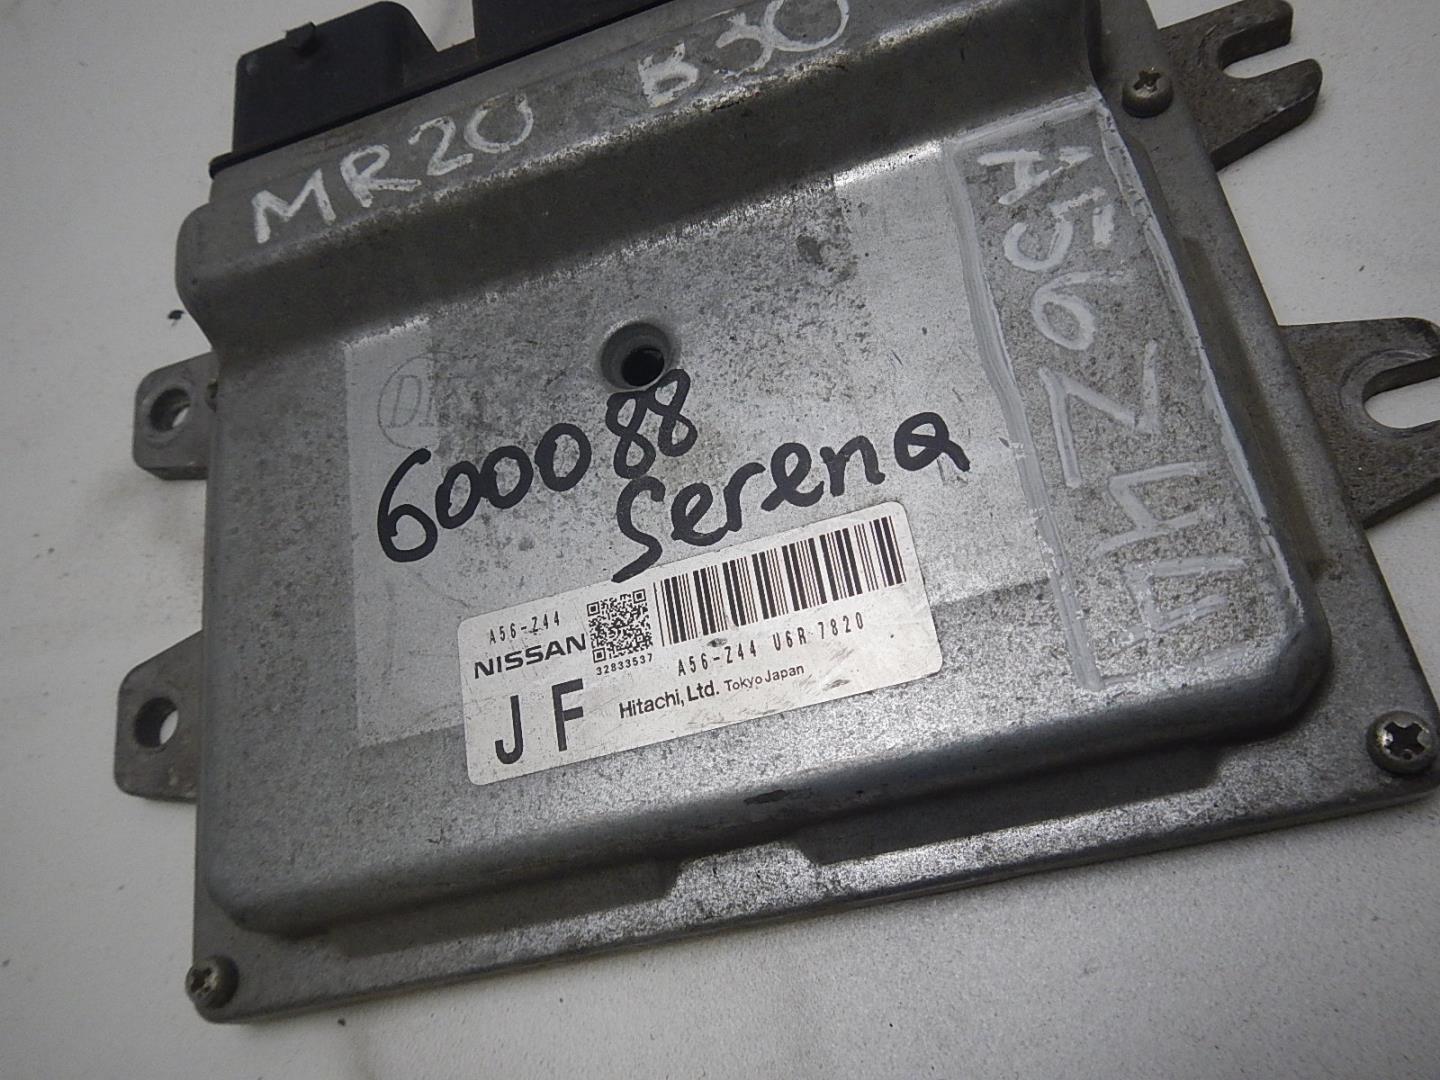 MR20 B30
A56Z44
600088
Serena
A56-Z44
NISSAN
32833537
A56-Z44 U6R 7820
JF
Hitachi, Ltd. Tokyo Japan